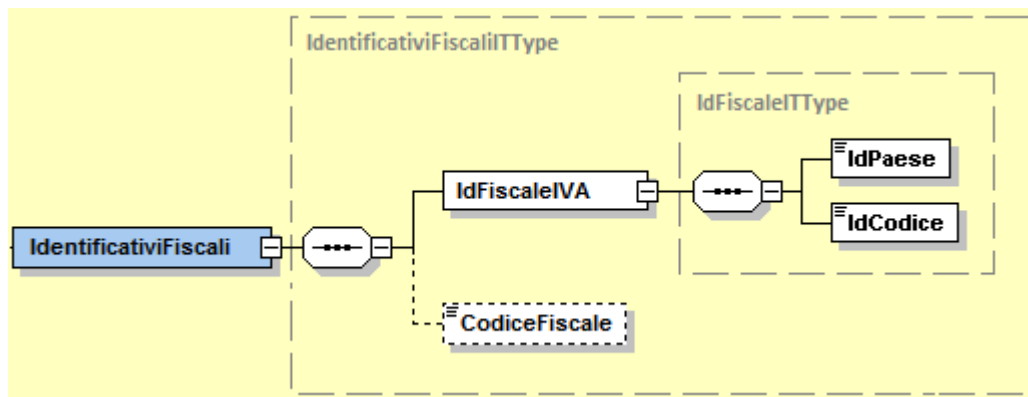 IdentificativiFiscaliITType
IdFiscaleITType
IdPaese
IdFiscaleIVA
IdCodice
IdentificativiFiscali
CodiceFiscale